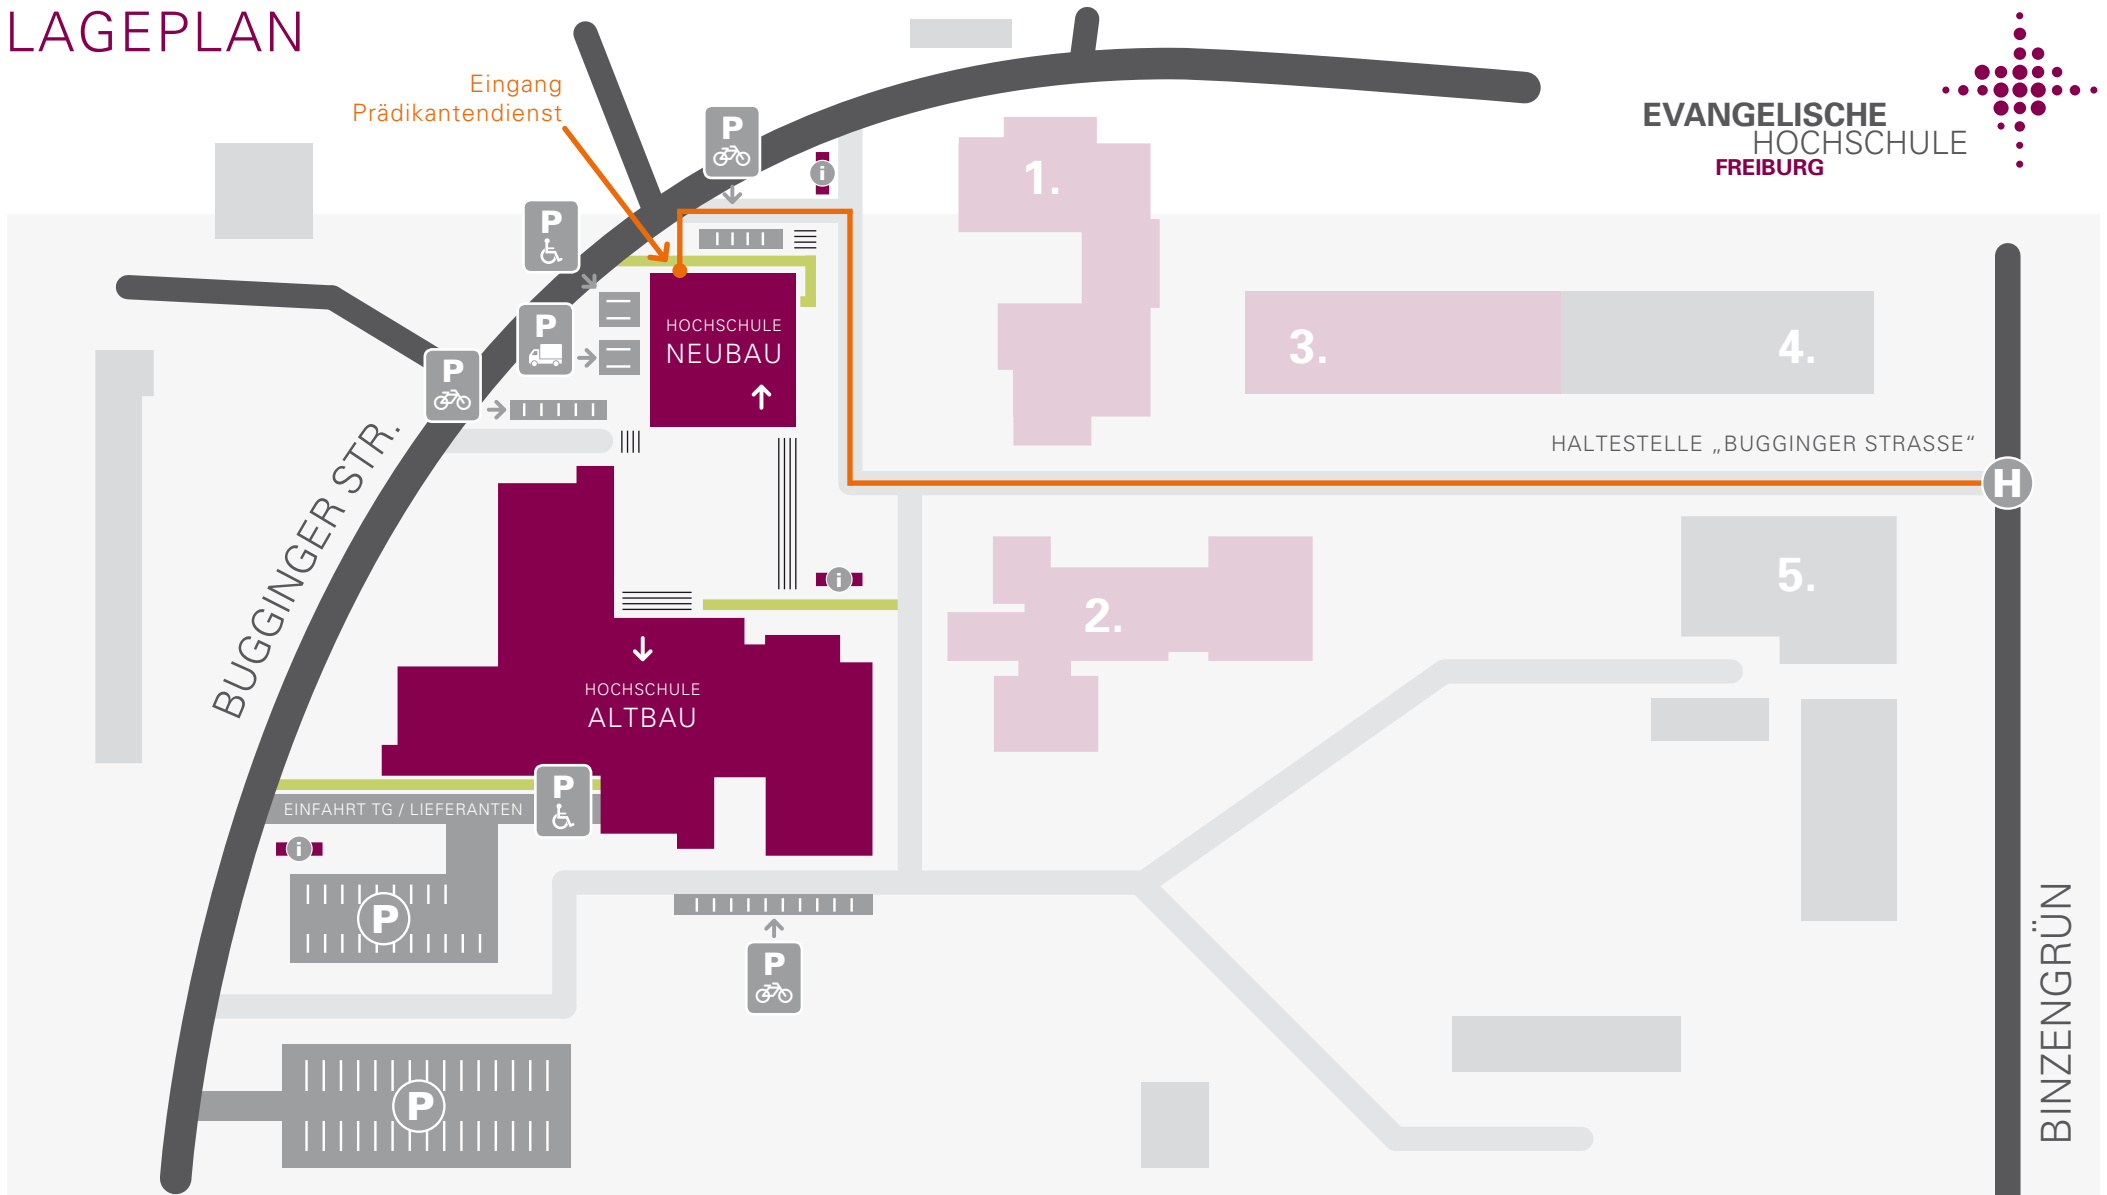 LAGEPLAN
Eingang
Prädikantendienst
EVANGELISCHE
HOCHSCHULE
FREIBURG
P
i
1.
P
P
HOCHSCHULE
NEUBAU
3.
4.
P
BUGGINGER STR.
HALTESTELLE „BUGGINGER STRASSE“
H
i
2.
5.
HOCHSCHULE
ALTBAU
P
EINFAHRT TG / LIEFERANTEN
i
P
P
P
BINZENGRÜN